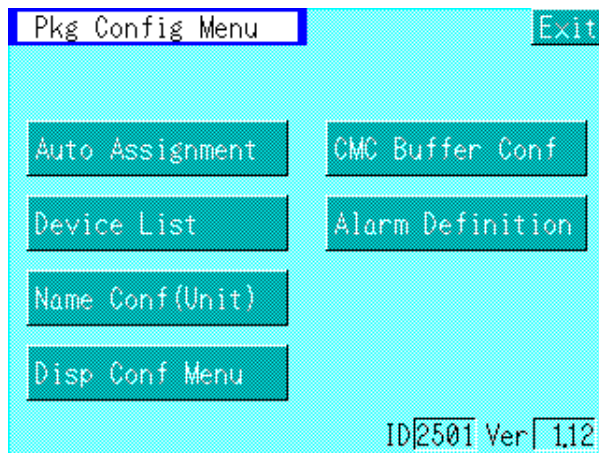 Pkg Config Menu
Exit
Auto Assignment
CMC Buffer Conf
Device List
Alarm Definition
Name Conf(Unit)
Disp Conf Menu
ID 2501 Ver 1.12